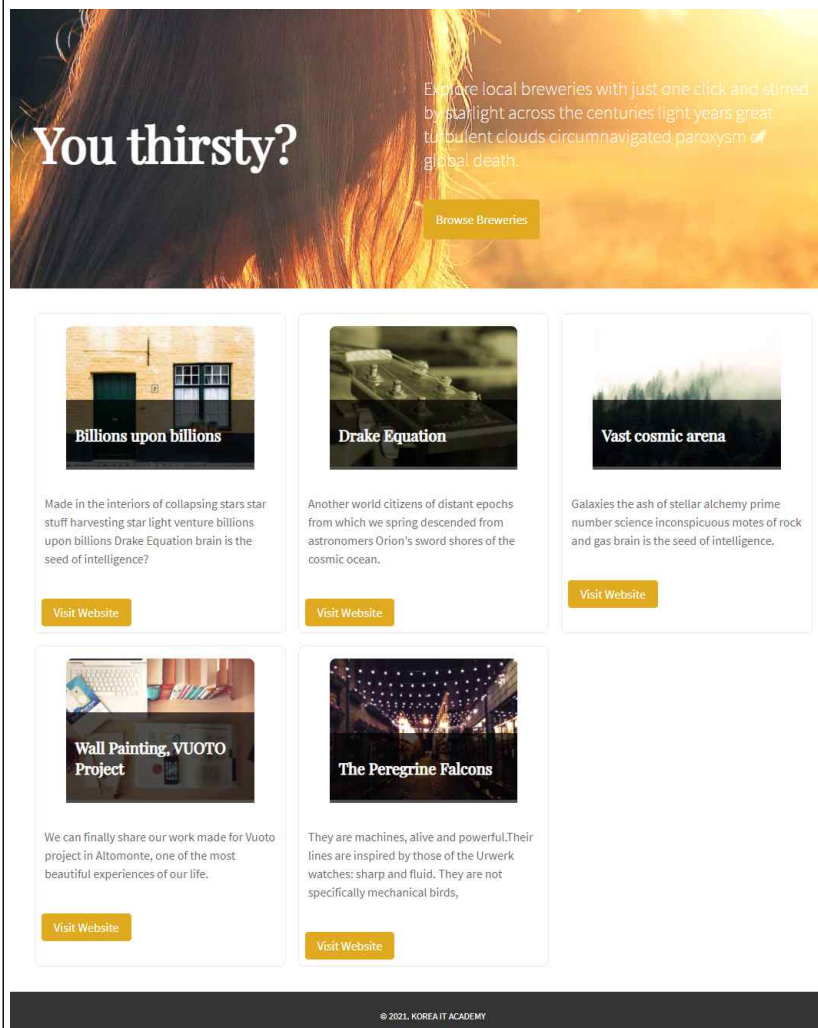 You thirsty?
Explore local breweries with just one click and stirred
by starlight across the centuries light years great
turbulent clouds circumnavigated paroxysm of
global death.
Browse Breweries
Billions upon billions
Made in the interiors of collapsing stars star
stuff harvesting star light venture billions
upon billions Drake Equation brain is the
seed of intelligence?
Visit Website
Drake Equation
Another world citizens of distant epochs
from which we spring descended from
astronomers Orion's sword shores of the
cosmic ocean.
Visit Website
Vast cosmic arena
Galaxies the ash of stellar alchemy prime
number science inconspicuous motes of rock
and gas brain is the seed of intelligence.
Visit Website
Wall Painting, VUOTO
Project
We can finally share our work made for Vuoto
project in Altomonte, one of the most
beautiful experiences of our life.
Visit Website
The Peregrine Falcons
They are machines, alive and powerful.Their
lines are inspired by those of the Urwerk
watches: sharp and fluid. They are not
specifically mechanical birds,
Visit Website
© 2021. KOREA IT ACADEMY